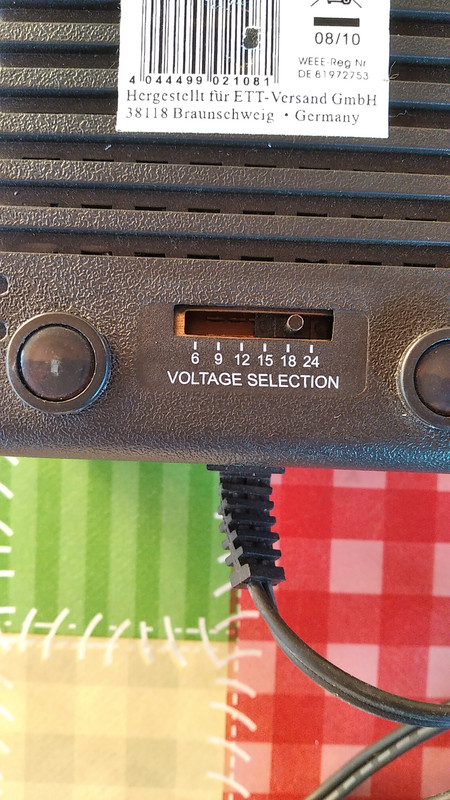 08/10
WEEE-Reg Nr
DE 61972753
4 044499 021081
Hergestellt für ETT-Versand GmbH
38118 Braunschweig • Germany
6 9 12 15 18 24
VOLTAGE SELECTION